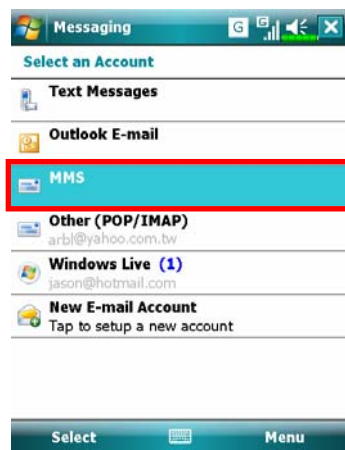 Messaging
G G
Select an Account
Text Messages
Outlook E-mail
MMS
Other (POP/IMAP)
arbl@yahoo.com.tw
Windows Live (1)
jason@hotmail.com
New E-mail Account
Tap to setup a new account
Select Menu